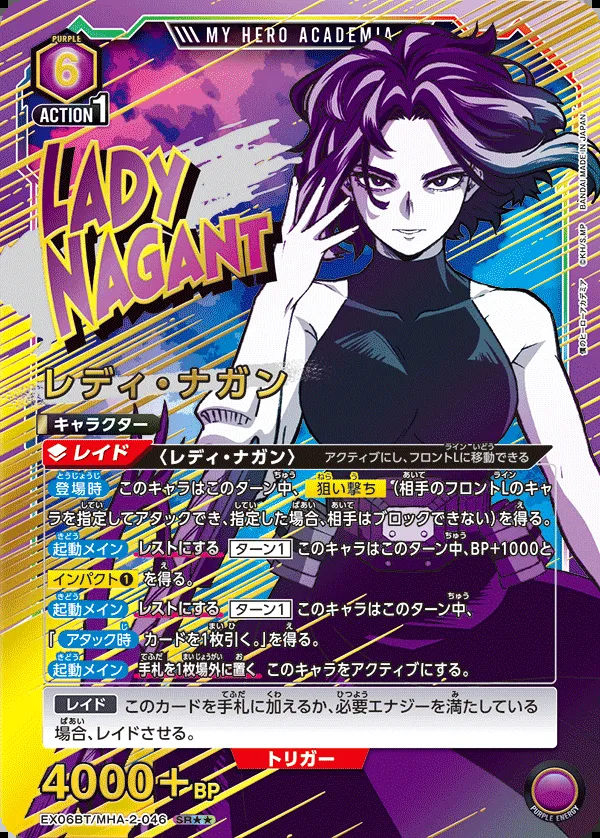 MY HERO ACADEMIA
PURPLE
6
ACTION1
LADY
NAGANT
レディ・ナガン
キャラクター
レイド 〈レディ・ナガン〉 アクティブにし、フロントLに移動できる
登場時 このキャラはこのターン中、狙い撃ち (相手のフロントLのキャ
ラを指定してアタックでき、指定した場合、相手はブロックできない)を得る。
起動メイン レストにする ターン1 このキャラはこのターン中、BP+1000と
インパクト❶ を得る。
起動メイン レストにする ターン1 このキャラはこのターン中、
「アタック時 カードを1枚引く。」を得る。
起動メイン 手札を1枚場外に置く このキャラをアクティブにする。
レイド このカードを手札に加えるか、必要エナジーを満たしている
場合、レイドさせる。
トリガー
4000+BP
EX06BT/MHA-2-046 SR★★
PURPLE ENERGY
僕のヒーローアカデミア ©KH/S,MP BANDAI MADE IN JAPAN